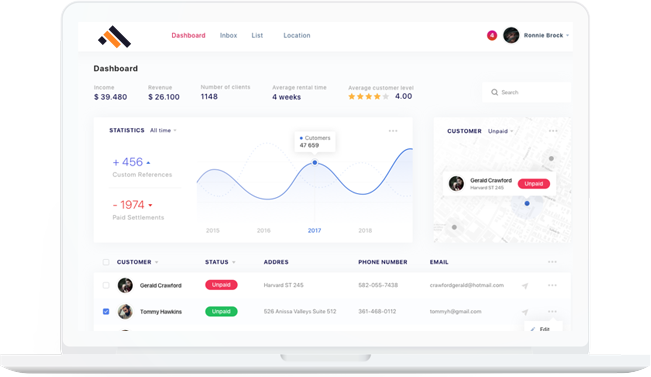 Dashboard Inbox List Location 4 Ronnie Brock
Dashboard
Income Revenue Number of clients Average rental time Average customer level
$ 39.480 $ 26.100 1148 4 weeks 4.00
Search
STATISTICS All time
Cutomers
47 659
+ 456
Custom References
- 1974
Paid Settlements
2015 2016 2017 2018
CUSTOMER Unpaid
Gerald Crawford
Harvard ST 245
Unpaid
CUSTOMER + STATUS + ADDRES PHONE NUMBER EMAIL
Gerald Crawford Unpaid Harvard ST 245 582-055-7438 crawfordgerald@hotmail.com
Tommy Hawkins Unpaid 526 Anissa Valleys Suite 512 361-468-0112 tommyh@gmail.com
Edit